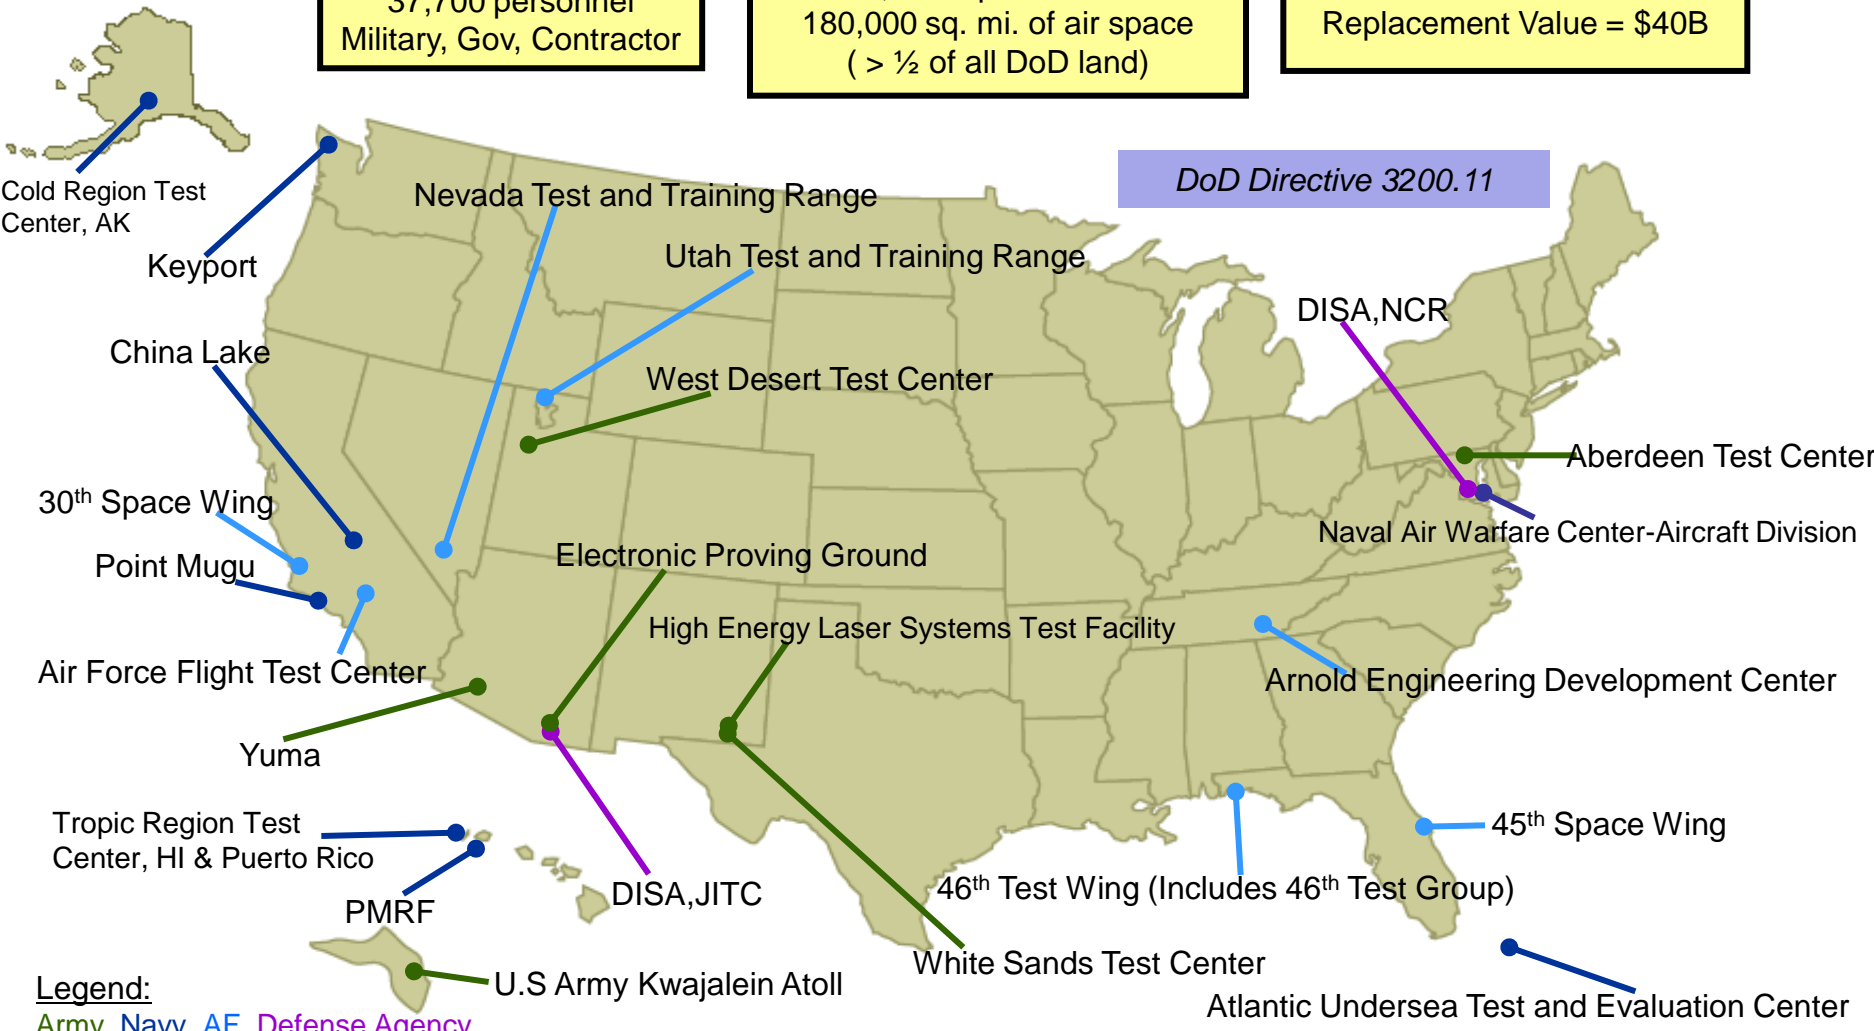 37,700 personnel
Military, Gov, Contractor
180,000 sq. mi. of air space
( > ½ of all DoD land)
Replacement Value = $40B
DoD Directive 3200.11
Cold Region Test
Center, AK
Keyport
Nevada Test and Training Range
Utah Test and Training Range
DISA,NCR
China Lake
West Desert Test Center
Aberdeen Test Center
30th Space Wing
Naval Air Warfare Center-Aircraft Division
Point Mugu
Electronic Proving Ground
High Energy Laser Systems Test Facility
Air Force Flight Test Center
Arnold Engineering Development Center
Yuma
Tropic Region Test
Center, HI & Puerto Rico
45th Space Wing
PMRF
DISA,JITC
46th Test Wing (Includes 46th Test Group)
White Sands Test Center
U.S Army Kwajalein Atoll
Atlantic Undersea Test and Evaluation Center
Legend:
Army Navy AF Defense Agency